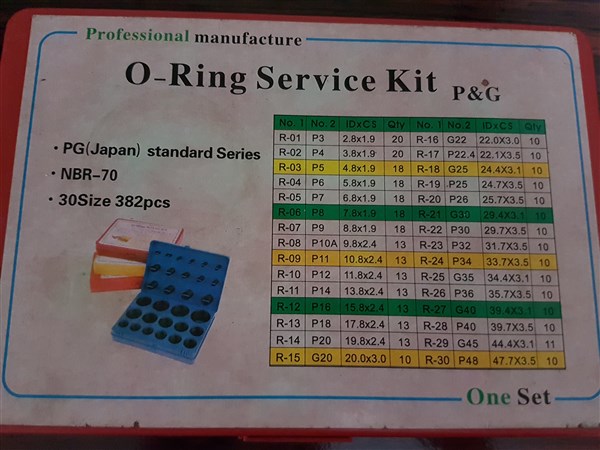 Professional manufacture
O-Ring Service Kit P&G
· PG(Japan) standard Series
· NBR-70
· 30Size 382pcs
No. 1 No. 2 IDxCS Qty No. 1 No.2 IDxCS Qty
R-01 P3 2.8x1.9 20 R-16 G22 22.0X3.0 10
R-02 P4 3.8x1.9 20 R-17 P22.4 22.1X3.5 10
R-03 P5 4.8x1.9 18 R-18 G25 24.4X3.1 10
R-04 P6 5.8x1.9 18 R-19 P25 24.7X3.5 10
R-05 P7 6.8x1.9 18 R-20 P26 25.7X3.5 10
R-06 P8 7.8x1.9 18 R-21 G30 29.4X3.1 10
R-07 P9 8.8x1.9 18 R-22 P30 29.7X3.5 10
R-08 P10A 9.8x2.4 13 R-23 P32 31.7X3.5 10
R-09 P11 10.8x2.4 13 R-24 P34 33.7X3.5 10
R-10 P12 11.8x2.4 13 R-25 G35 34.4X3.1 10
R-11 P14 13.8x2.4 13 R-26 P36 35.7X3.5 10
R-12 P16 15.8x2.4 13 R-27 G40 39.4X3.1 10
R-13 P18 17.8x2.4 13 R-28 P40 39.7X3.5 10
R-14 P20 19.8x2.4 13 R-29 G45 44.4X3.1 11
R-15 G20 20.0x3.0 10 R-30 P48 47.7X3.5 10
One Set